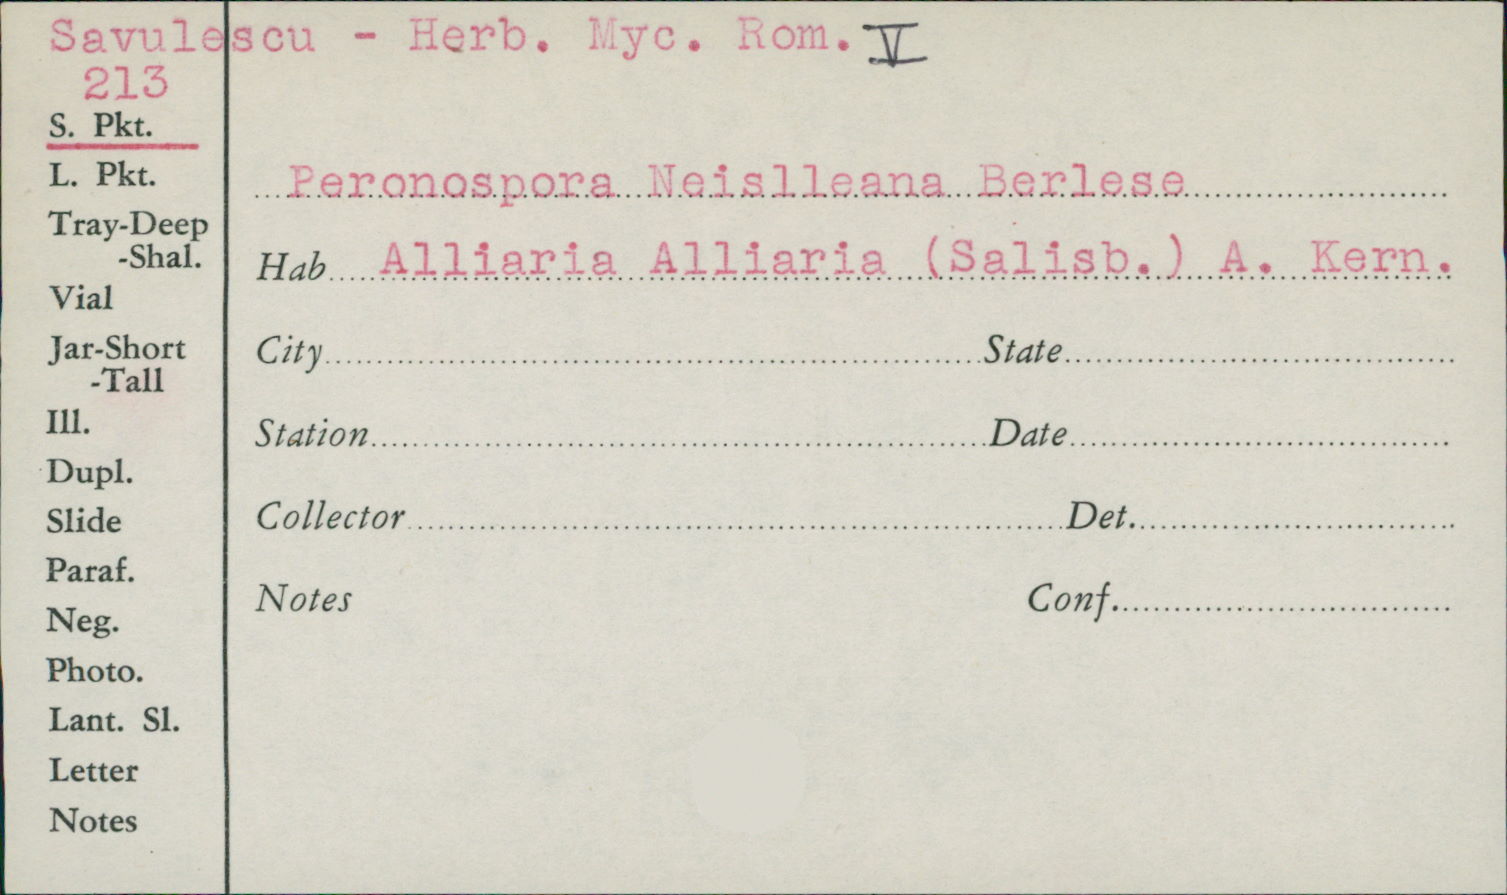 Savulescu - Herb. Myc. Rom. V
213
S. Pkt.
L. Pkt.
Tray-Deep
-Shal.
Vial
Jar-Short
-Tall
Ill.
Dupl.
Slide
Paraf.
Neg.
Photo.
Lant. Sl.
Letter
Notes
Peronospora Neislleana Berlese
Hab. Alliaria Alliaria (Salisb.) A. Kern.
City State
Station Date
Collector Det.
Notes Conf.